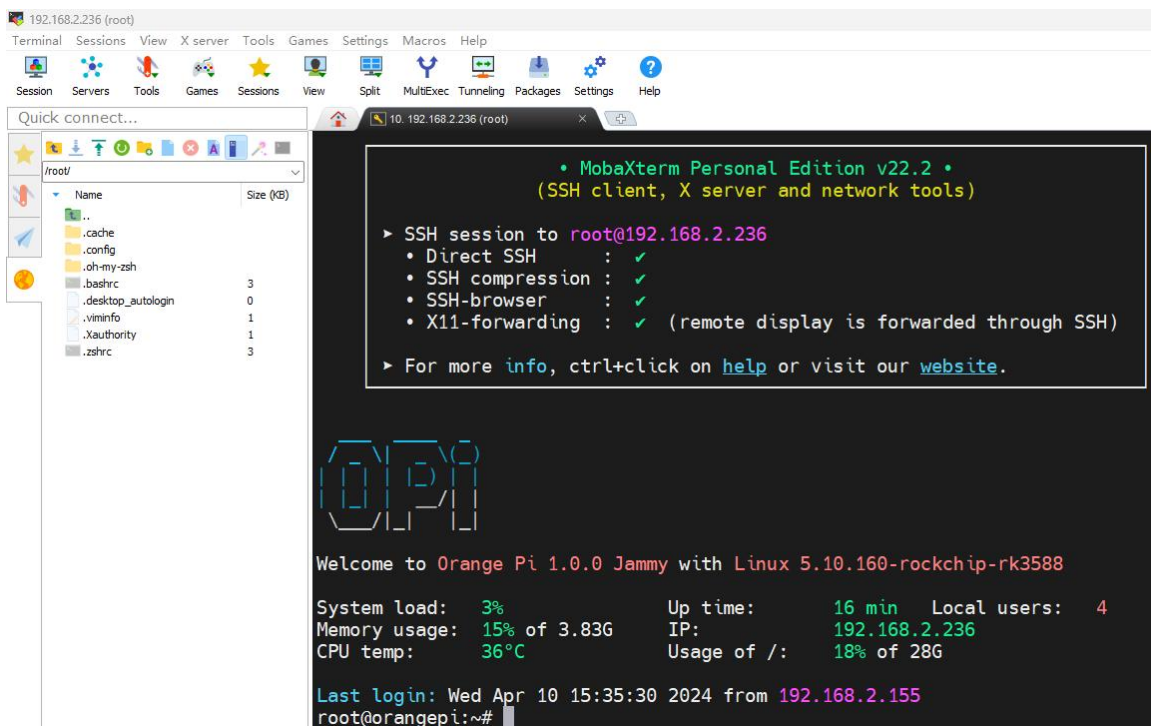 192.168.2.236 (root)
Terminal Sessions View X server Tools Games Settings Macros Help
Session Servers Tools Games Sessions View Split MultiExec Tunneling Packages Settings Help
Quick connect...
10. 192.168.2.236 (root)
/root/
Name Size (KB)
..
.cache
.config
.oh-my-zsh
.bashrc 3
.desktop_autologin 0
.viminfo 1
.Xauthority 1
.zshrc 3
• MobaXterm Personal Edition v22.2 •
(SSH client, X server and network tools)
➤ SSH session to root@192.168.2.236
• Direct SSH : ✔
• SSH compression : ✔
• SSH-browser : ✔
• X11-forwarding : ✔ (remote display is forwarded through SSH)
➤ For more info, ctrl+click on help or visit our website.
OPi
Welcome to Orange Pi 1.0.0 Jammy with Linux 5.10.160-rockchip-rk3588
System load: 3% Up time: 16 min Local users: 4
Memory usage: 15% of 3.83G IP: 192.168.2.236
CPU temp: 36°C Usage of /: 18% of 28G
Last login: Wed Apr 10 15:35:30 2024 from 192.168.2.155
root@orangepi:~#